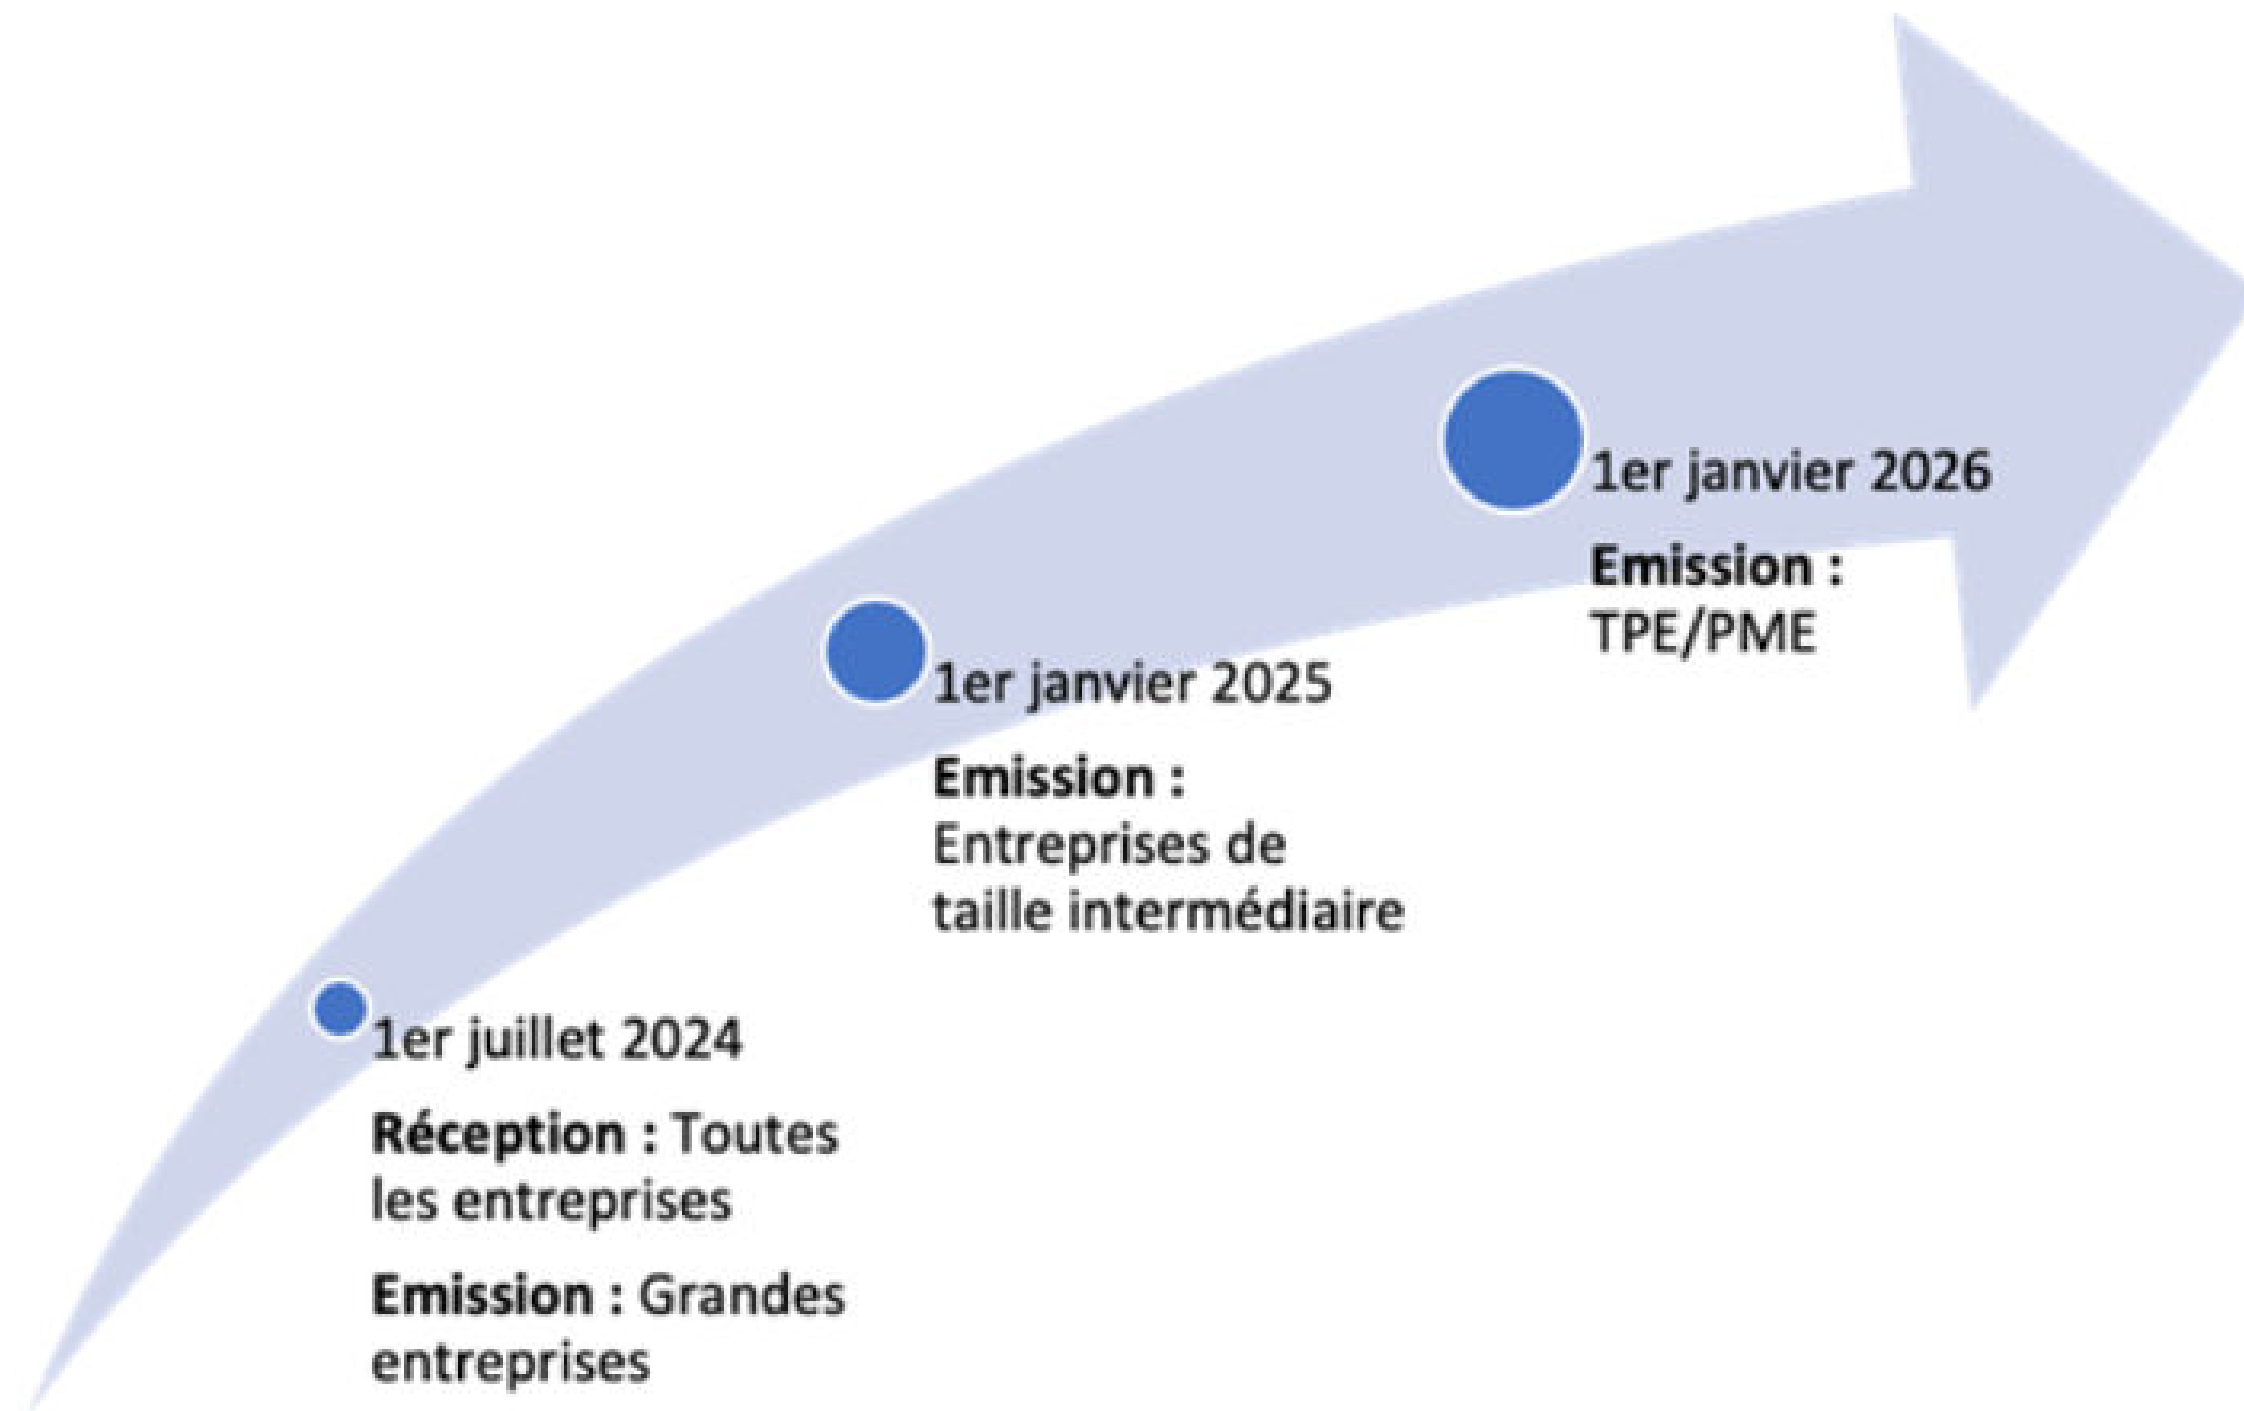 1er juillet 2024
Réception : Toutes
les entreprises
Emission : Grandes
entreprises
1er janvier 2025
Emission :
Entreprises de
taille intermédiaire
1er janvier 2026
Emission :
TPE/PME